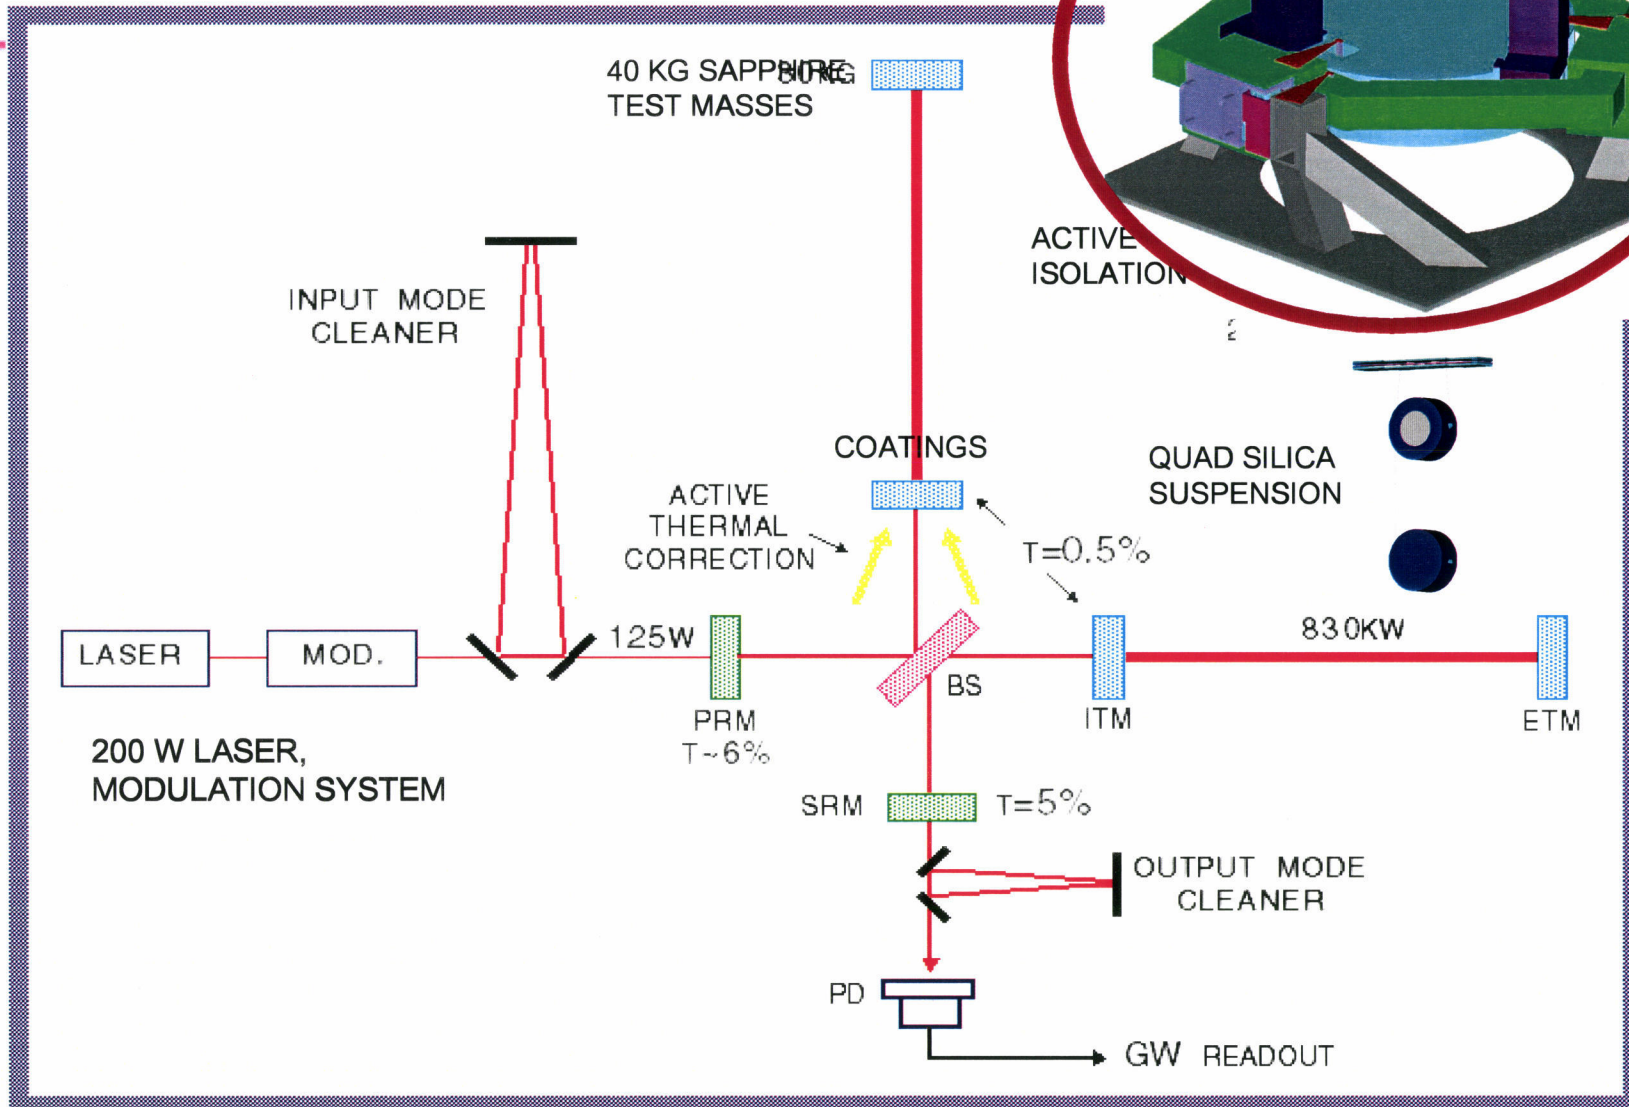 40 KG SAPPHIRE
TEST MASSES
ACTIVE
ISOLATION
INPUT MODE
CLEANER
COATINGS
QUAD SILICA
SUSPENSION
ACTIVE
THERMAL
CORRECTION
T=0.5%
LASER
MOD.
125W
830KW
BS
PRM
T~6%
ITM
ETM
200 W LASER,
MODULATION SYSTEM
SRM
T=5%
OUTPUT MODE
CLEANER
PD
GW READOUT